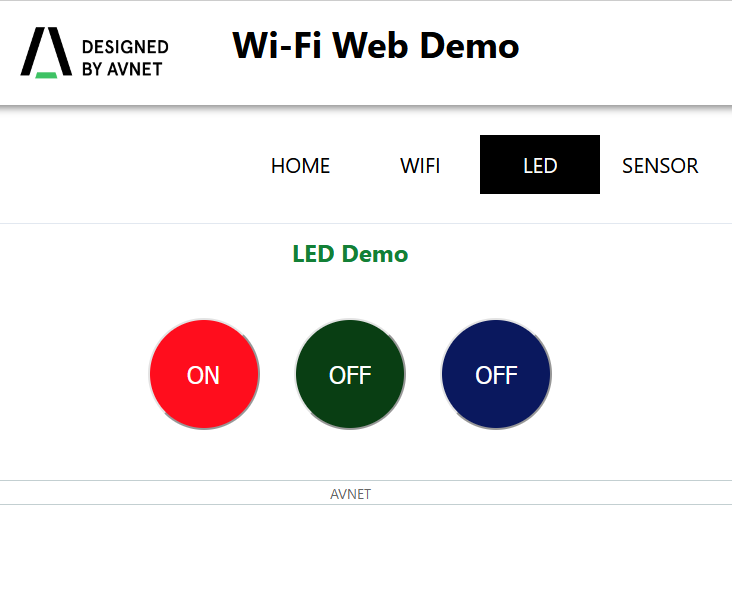 DESIGNED
BY AVNET
Wi-Fi Web Demo
HOME WIFI LED SENSOR
LED Demo
ON OFF OFF
AVNET